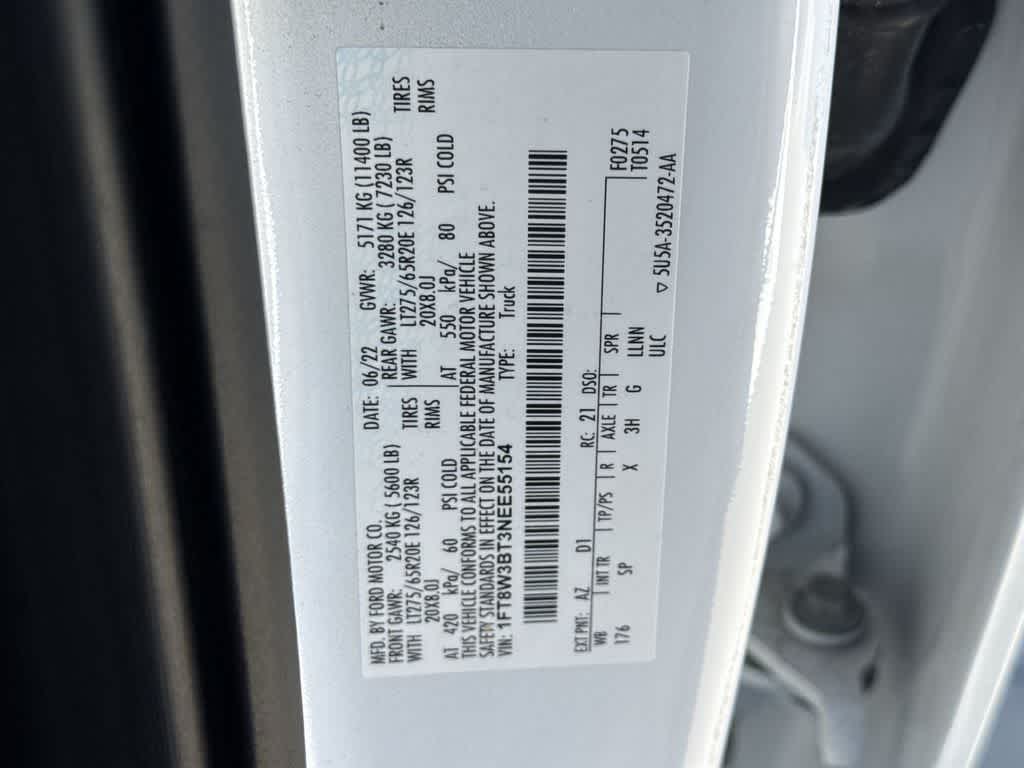 MFD. BY FORD MOTOR CO.
DATE: 06/22 GVWR: 5171 KG (11400 LB)
FRONT GAWR: 2540 KG ( 5600 LB) REAR GAWR: 3280 KG ( 7230 LB)
WITH LT275/65R20E 126/123R TIRES WITH LT275/65R20E 126/123R TIRES
20X8.0J RIMS 20X8.0J RIMS
AT 420 kPa/ 60 PSI COLD AT 550 kPa/ 80 PSI COLD
THIS VEHICLE CONFORMS TO ALL APPLICABLE FEDERAL MOTOR VEHICLE
SAFETY STANDARDS IN EFFECT ON THE DATE OF MANUFACTURE SHOWN ABOVE.
VIN: 1FT8W3BT3NEE55154 TYPE: Truck
EXT PNT: AZ D1 RC: 21 DSO:
WB INT TR TP/PS R AXLE TR SPR F0275
176 SP X 3H G LLNN T0514
ULC
▽ 5U5A-3520472-AA